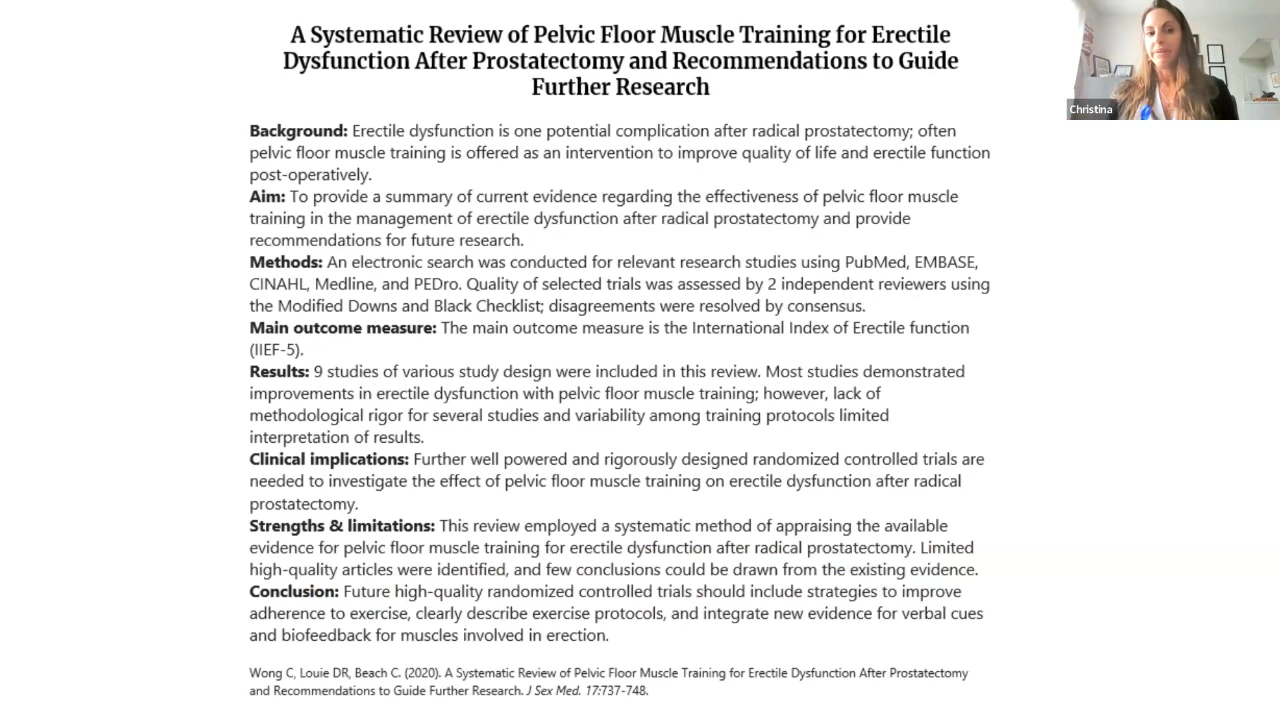 A Systematic Review of Pelvic Floor Muscle Training for Erectile
Dysfunction After Prostatectomy and Recommendations to Guide
Further Research
Christina
Background: Erectile dysfunction is one potential complication after radical prostatectomy; often
pelvic floor muscle training is offered as an intervention to improve quality of life and erectile function
post-operatively.
Aim: To provide a summary of current evidence regarding the effectiveness of pelvic floor muscle
training in the management of erectile dysfunction after radical prostatectomy and provide
recommendations for future research.
Methods: An electronic search was conducted for relevant research studies using PubMed, EMBASE,
CINAHL, Medline, and PEDro. Quality of selected trials was assessed by 2 independent reviewers using
the Modified Downs and Black Checklist; disagreements were resolved by consensus.
Main outcome measure: The main outcome measure is the International Index of Erectile function
(IIEF-5).
Results: 9 studies of various study design were included in this review. Most studies demonstrated
improvements in erectile dysfunction with pelvic floor muscle training; however, lack of
methodological rigor for several studies and variability among training protocols limited
interpretation of results.
Clinical implications: Further well powered and rigorously designed randomized controlled trials are
needed to investigate the effect of pelvic floor muscle training on erectile dysfunction after radical
prostatectomy.
Strengths & limitations: This review employed a systematic method of appraising the available
evidence for pelvic floor muscle training for erectile dysfunction after radical prostatectomy. Limited
high-quality articles were identified, and few conclusions could be drawn from the existing evidence.
Conclusion: Future high-quality randomized controlled trials should include strategies to improve
adherence to exercise, clearly describe exercise protocols, and integrate new evidence for verbal cues
and biofeedback for muscles involved in erection.
Wong C, Louie DR, Beach C. (2020). A Systematic Review of Pelvic Floor Muscle Training for Erectile Dysfunction After Prostatectomy
and Recommendations to Guide Further Research. J Sex Med. 17:737-748.